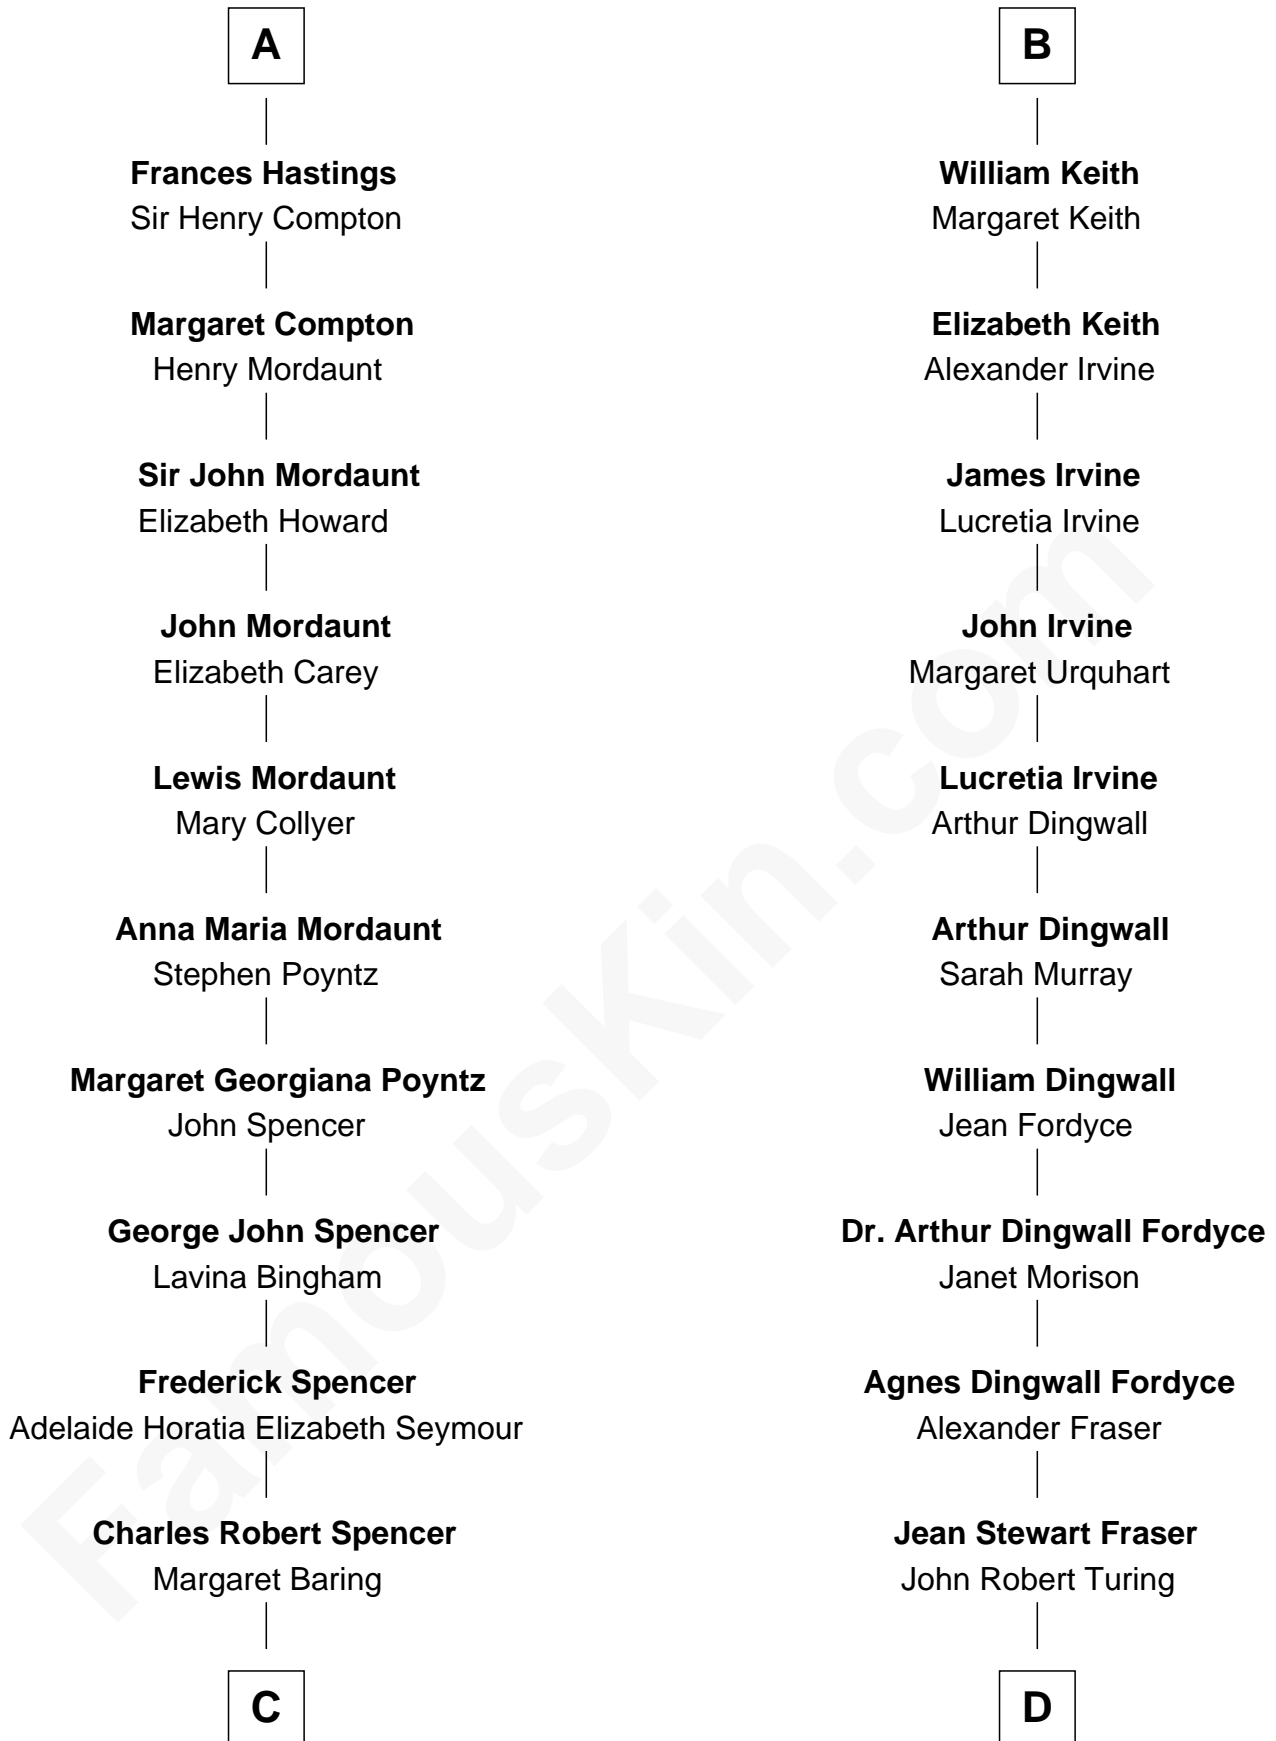 A
Frances Hastings
Sir Henry Compton
Margaret Compton
Henry Mordaunt
Sir John Mordaunt
Elizabeth Howard
John Mordaunt
Elizabeth Carey
Lewis Mordaunt
Mary Collyer
Anna Maria Mordaunt
Stephen Poyntz
Margaret Georgiana Poyntz
John Spencer
George John Spencer
Lavina Bingham
Frederick Spencer
Adelaide Horatia Elizabeth Seymour
Charles Robert Spencer
Margaret Baring
C
B
William Keith
Margaret Keith
Elizabeth Keith
Alexander Irvine
James Irvine
Lucretia Irvine
John Irvine
Margaret Urquhart
Lucretia Irvine
Arthur Dingwall
Arthur Dingwall
Sarah Murray
William Dingwall
Jean Fordyce
Dr. Arthur Dingwall Fordyce
Janet Morison
Agnes Dingwall Fordyce
Alexander Fraser
Jean Stewart Fraser
John Robert Turing
D
FamousKin.com